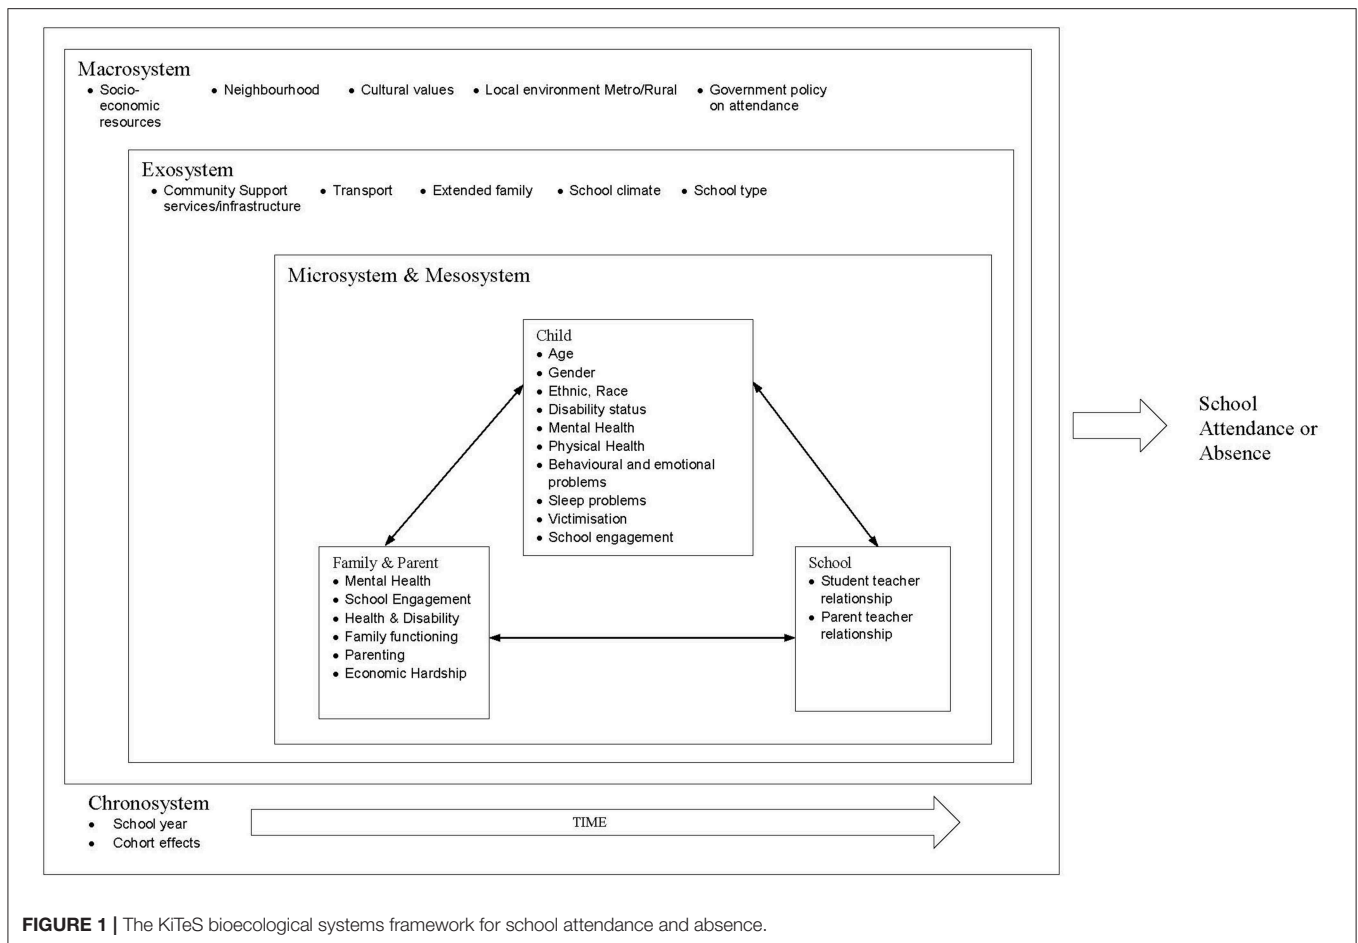 Macrosystem
• Socio-
economic
resources
• Neighbourhood
• Cultural values
• Local environment Metro/Rural
• Government policy
on attendance
Exosystem
• Community Support
services/infrastructure
• Transport
• Extended family
• School climate
• School type
Microsystem & Mesosystem
Child
• Age
• Gender
• Ethnic, Race
• Disability status
• Mental Health
• Physical Health
• Behavioural and emotional
problems
• Sleep problems
• Victimisation
• School engagement
Family & Parent
• Mental Health
• School Engagement
• Health & Disability
• Family functioning
• Parenting
• Economic Hardship
School
• Student teacher
relationship
• Parent teacher
relationship
School
Attendance or
Absence
Chronosystem
• School year
• Cohort effects
TIME
FIGURE 1 | The KiTeS bioecological systems framework for school attendance and absence.